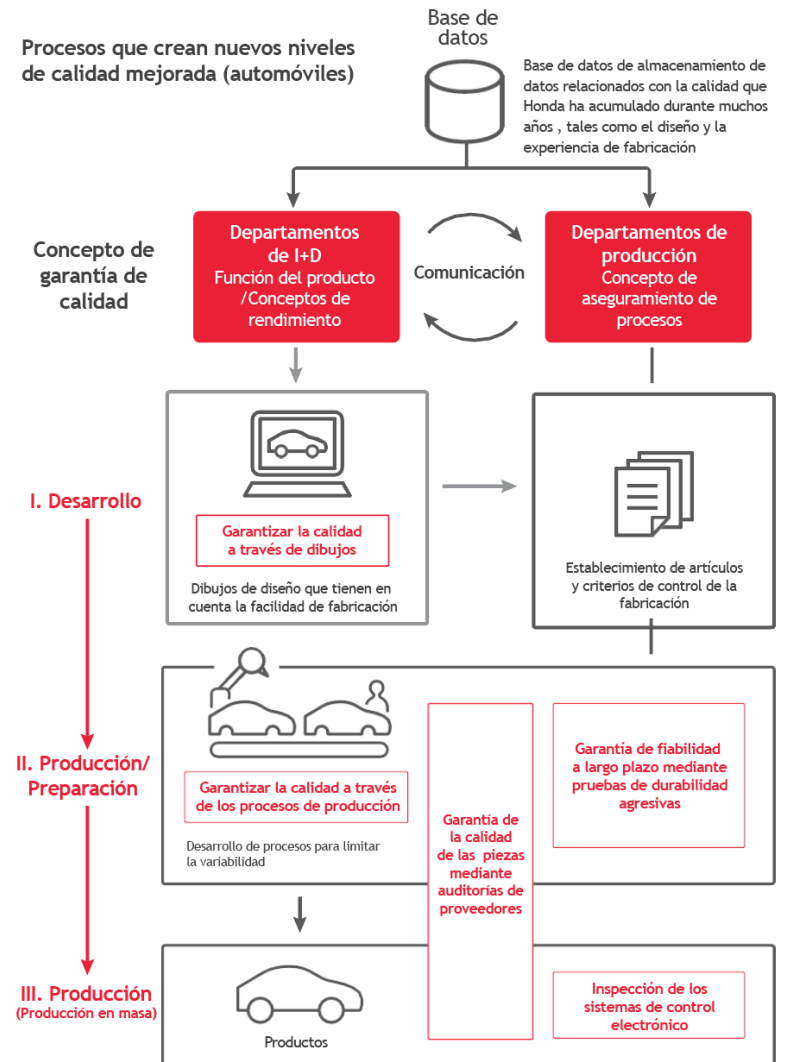 Procesos que crean nuevos niveles
de calidad mejorada (automóviles)
Base de
datos
Base de datos de almacenamiento de
datos relacionados con la calidad que
Honda ha acumulado durante muchos
años , tales como el diseño y la
experiencia de fabricación
Concepto de
garantía de
calidad
Departamentos
de I+D
Función del producto
/Conceptos de
rendimiento
Comunicación
Departamentos de
producción
Concepto de
aseguramiento de
procesos
I. Desarrollo
Garantizar la calidad
a través de dibujos
Dibujos de diseño que tienen en
cuenta la facilidad de fabricación
Establecimiento de artículos
y criterios de control de la
fabricación
II. Producción/
Preparación
Garantizar la calidad a través
de los procesos de producción
Desarrollo de procesos para limitar
la variabilidad
Garantía de
la calidad
de las piezas
mediante
auditorías de
proveedores
Garantía de fiabilidad
a largo plazo mediante
pruebas de durabilidad
agresivas
III. Producción
(Producción en masa)
Productos
Inspección de los
sistemas de control
electrónico